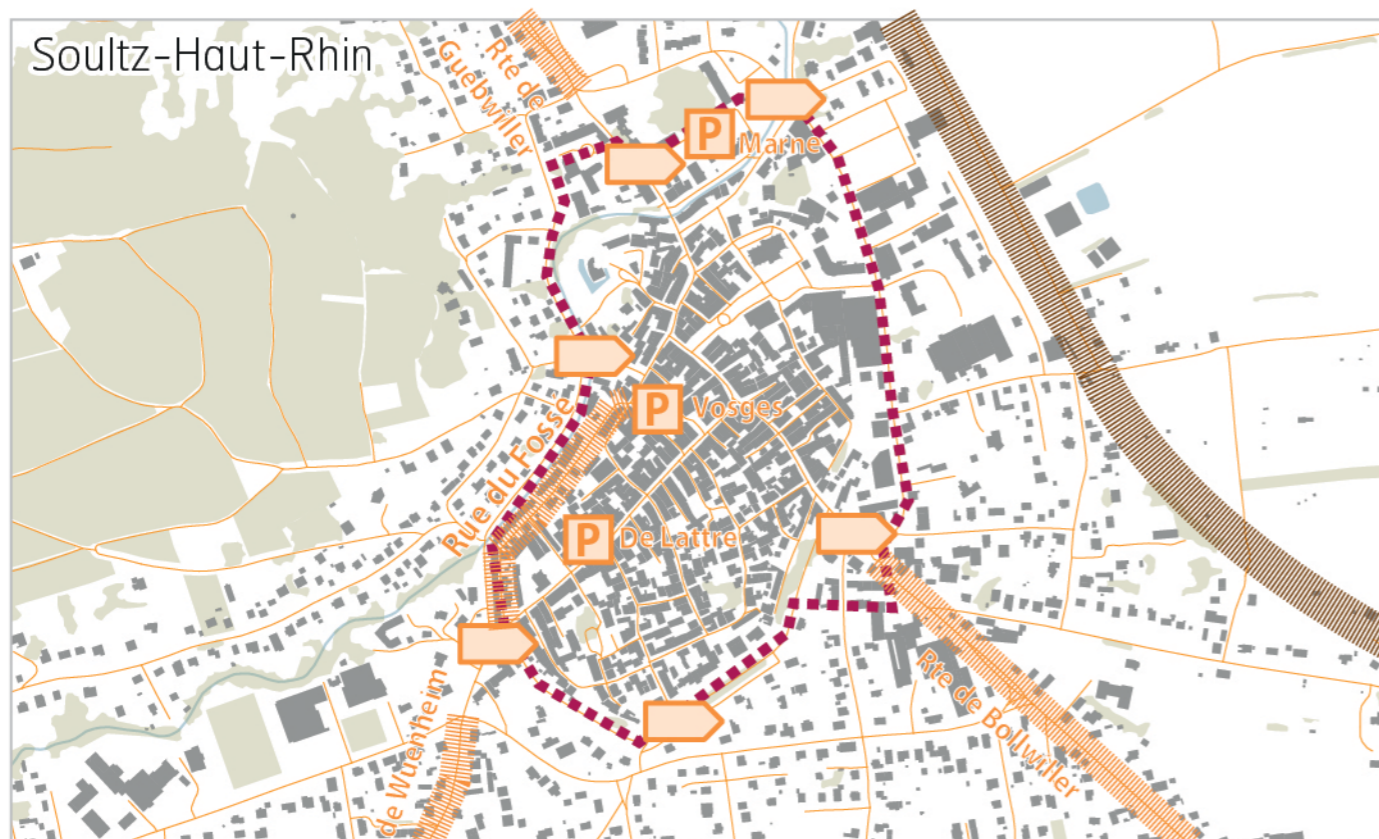 Soultz-Haut-Rhin
Rte de
Guebwiller
P
Marne
P
Vosges
Rue du Fossé
P
De Lattre
de Wuenheim
Rte de Bollwiller